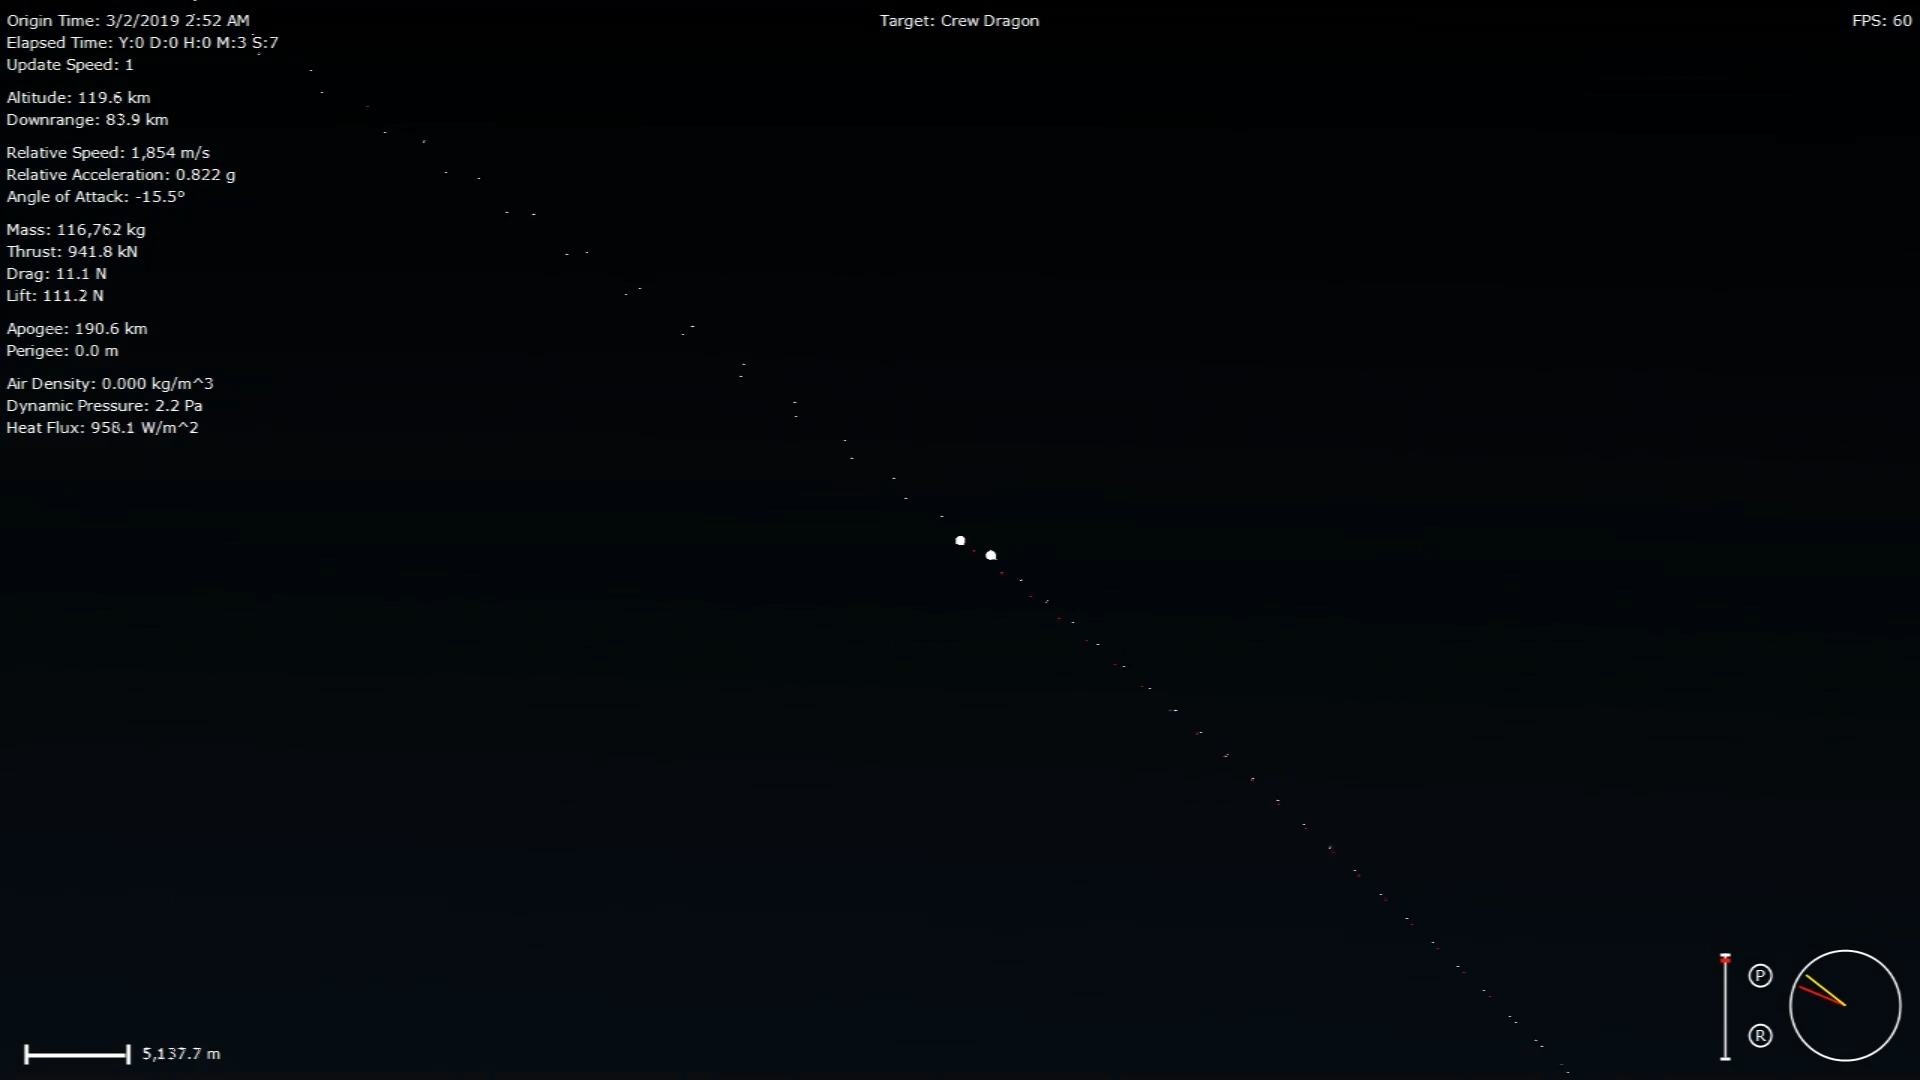 Origin Time: 3/2/2019 2:52 AM
Target: Crew Dragon
FPS: 60
Elapsed Time: Y:0 D:0 H:0 M:3 S:7
Update Speed: 1
Altitude: 119.6 km
Downrange: 83.9 km
Relative Speed: 1,854 m/s
Relative Acceleration: 0.822 g
Angle of Attack: -15.5°
Mass: 116,762 kg
Thrust: 941.8 kN
Drag: 11.1 N
Lift: 111.2 N
Apogee: 190.6 km
Perigee: 0.0 m
Air Density: 0.000 kg/m^3
Dynamic Pressure: 2.2 Pa
Heat Flux: 958.1 W/m^2
P
R
5,137.7 m